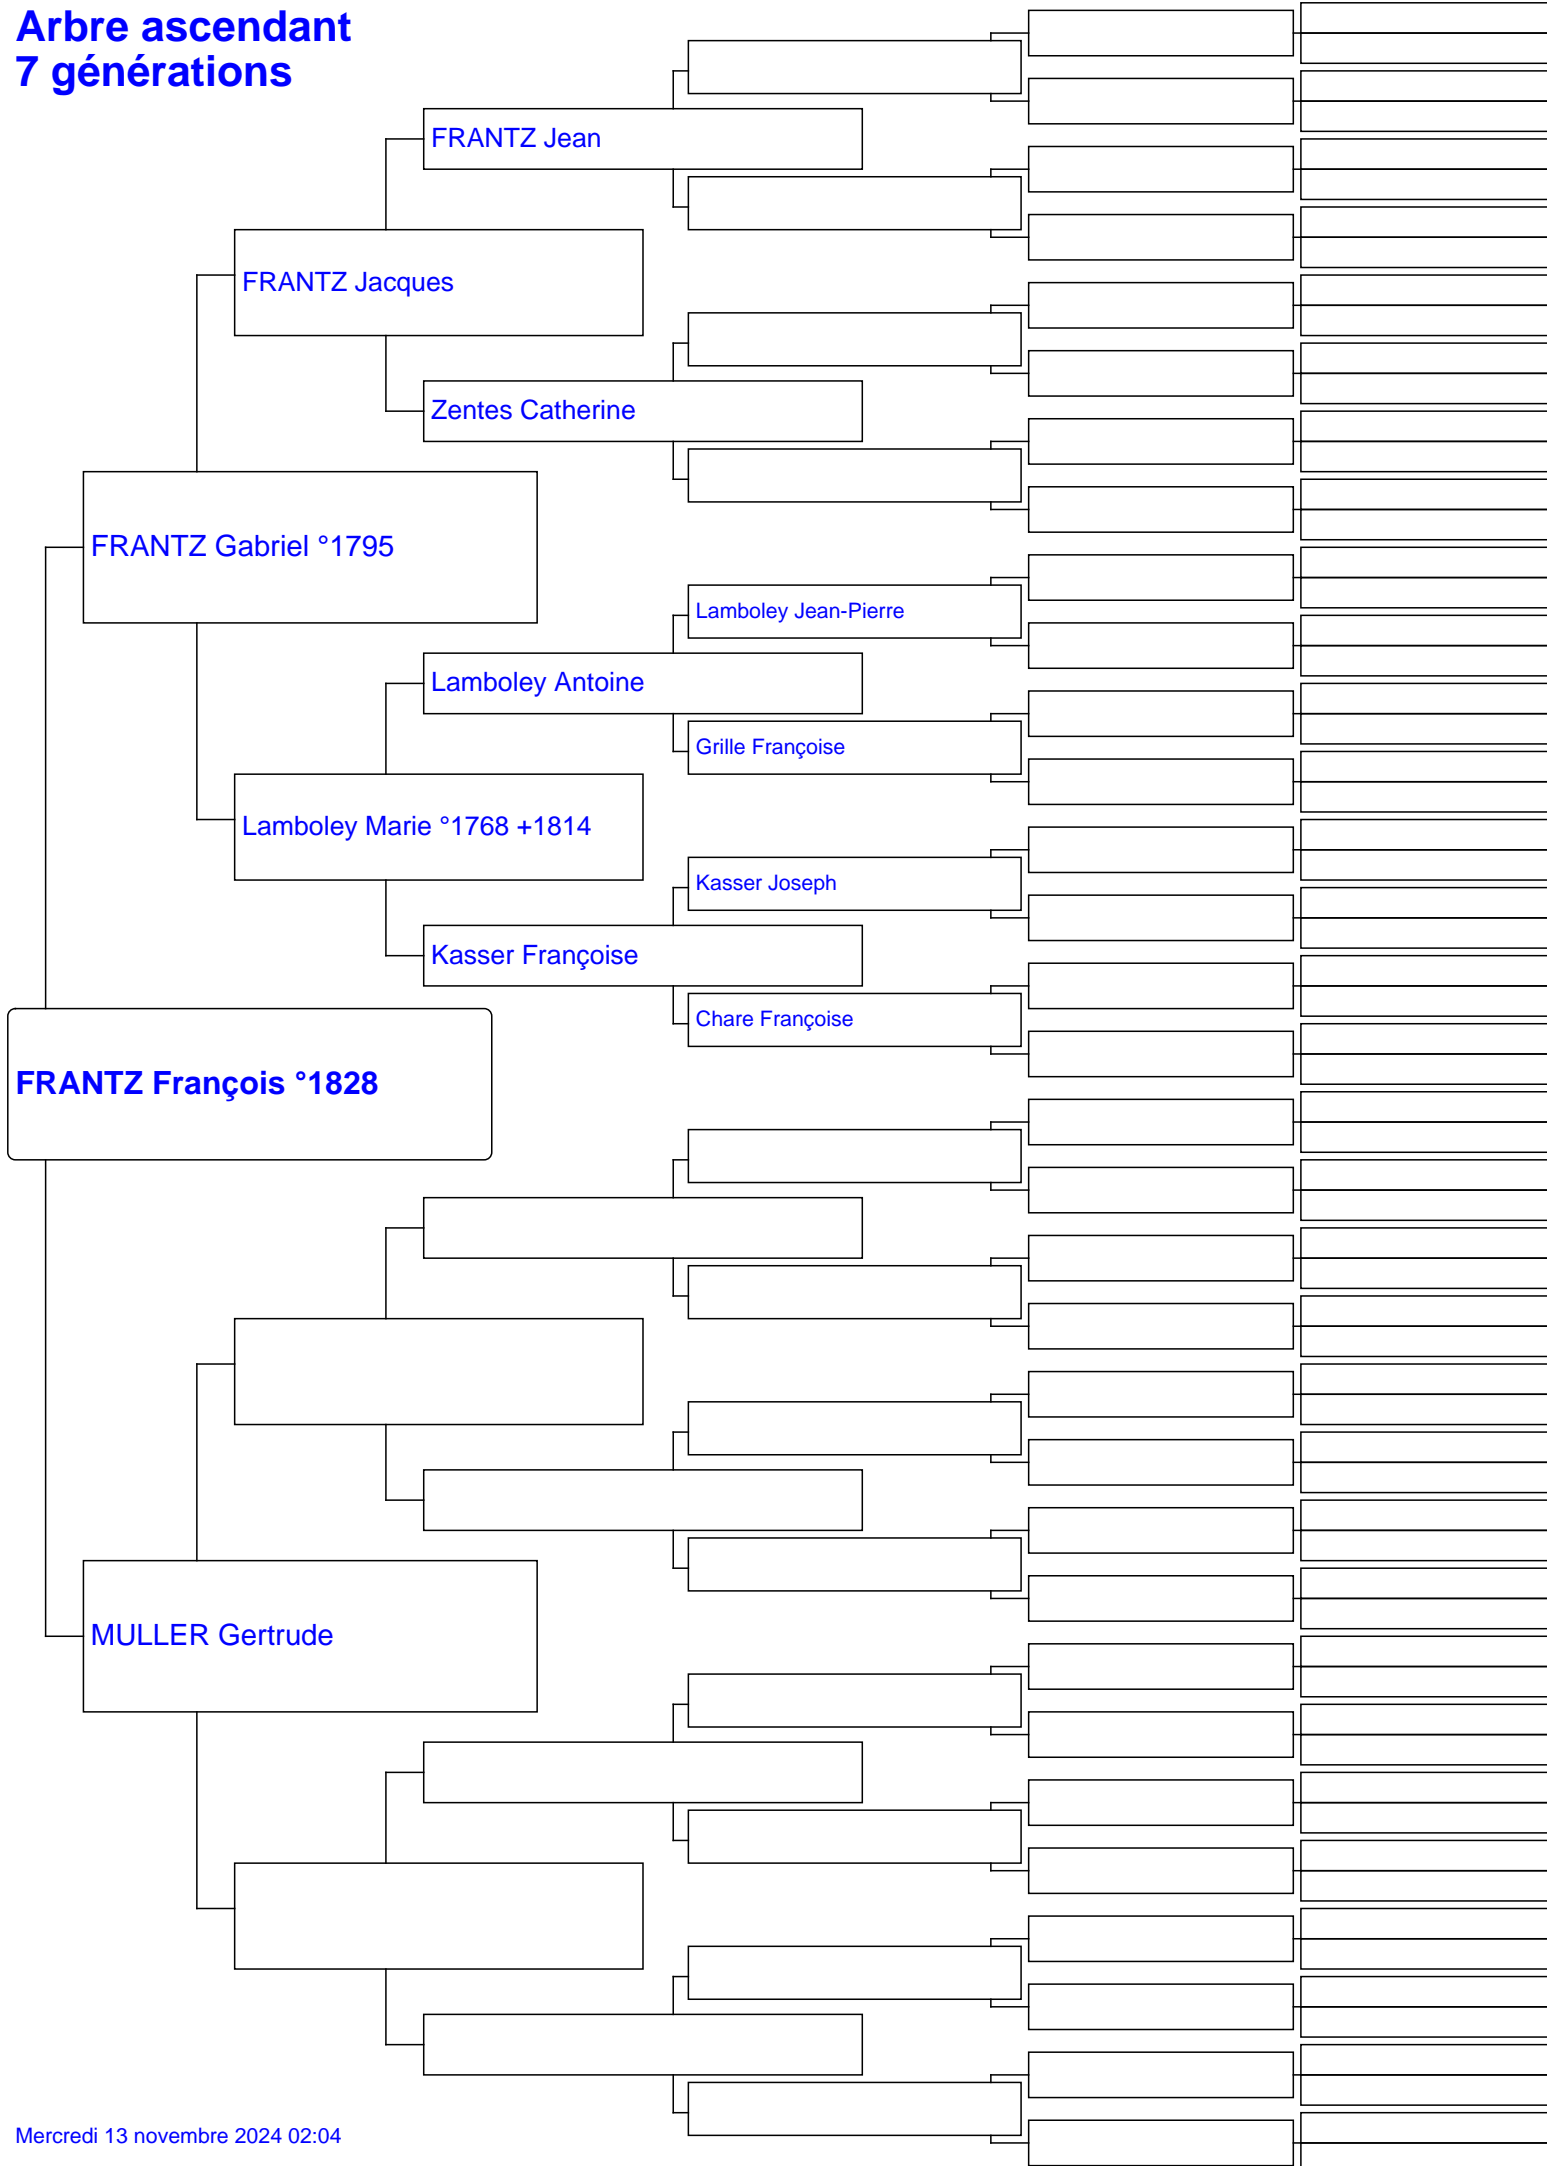 Arbre ascendant
7 générations
FRANTZ Jean
FRANTZ Jacques
Zentes Catherine
FRANTZ Gabriel °1795
Lamboley Jean-Pierre
Lamboley Antoine
Grille Françoise
Lamboley Marie °1768 +1814
Kasser Joseph
Kasser Françoise
Chare Françoise
FRANTZ François °1828
MULLER Gertrude
Mercredi 13 novembre 2024 02:04